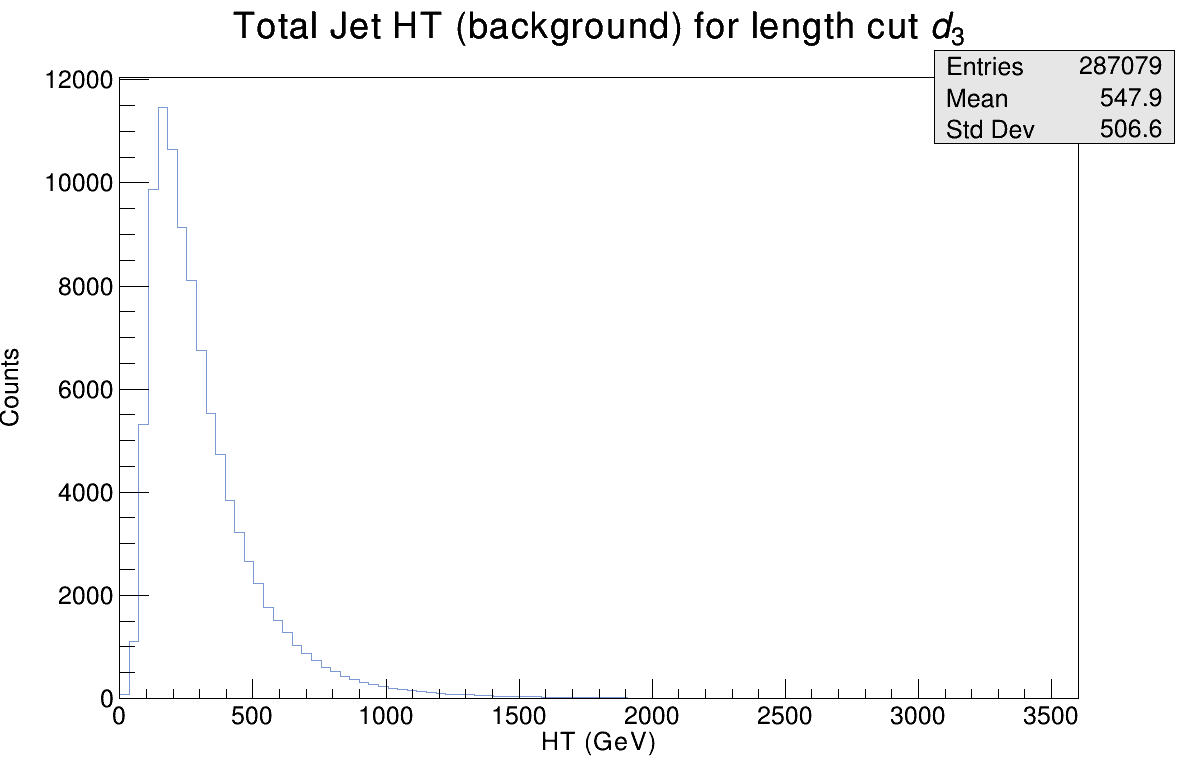 Total Jet HT (background) for length cut d₃
Entries 287079
Mean 547.9
Std Dev 506.6
12000
10000
8000
6000
4000
2000
0
Counts
0 500 1000 1500 2000 2500 3000 3500
HT (GeV)